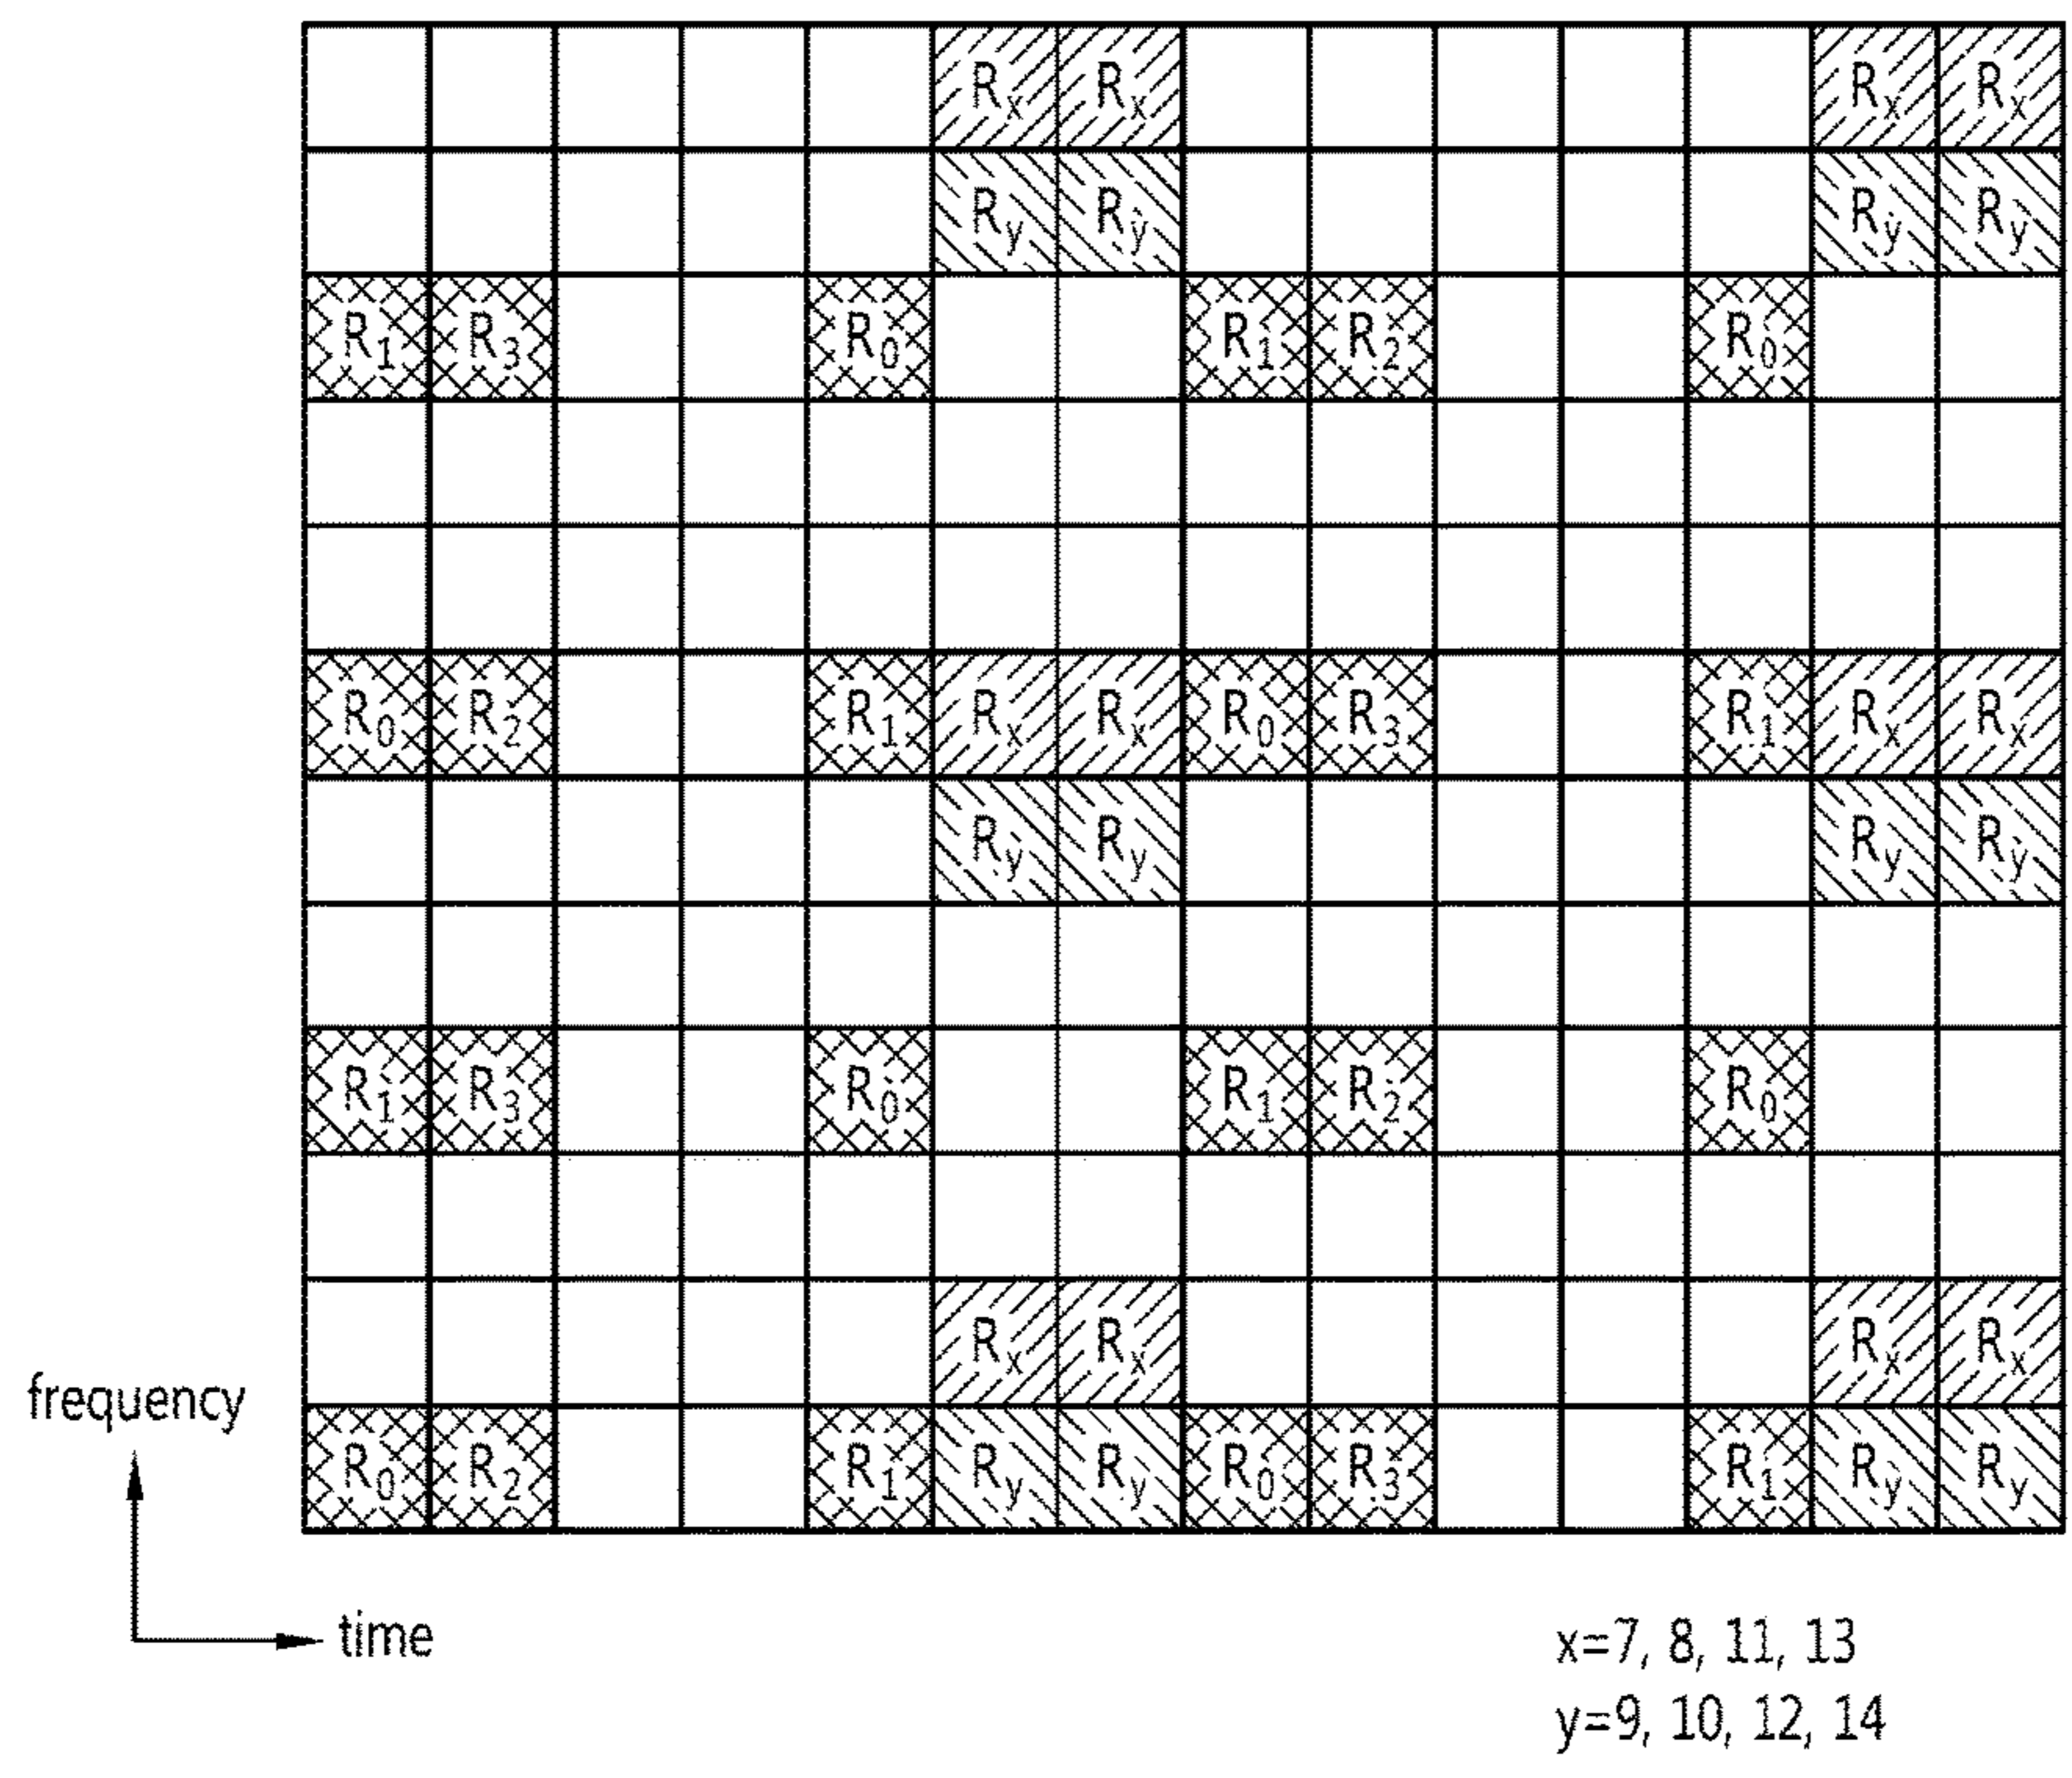 Rx Rx Rx Rx
Ry Ry Ry Ry
R1 R3 R0 R1 R2 R0
R0 R2 R1 Rx Rx R0 R3 R1 Rx Rx
Ry Ry Ry Ry
R1 R3 R0 R1 R2 R0
Rx Rx Rx Rx
frequency
R0 R2 R1 Ry Ry R0 R3 R1 Ry Ry
time
x=7, 8, 11, 13
y=9, 10, 12, 14